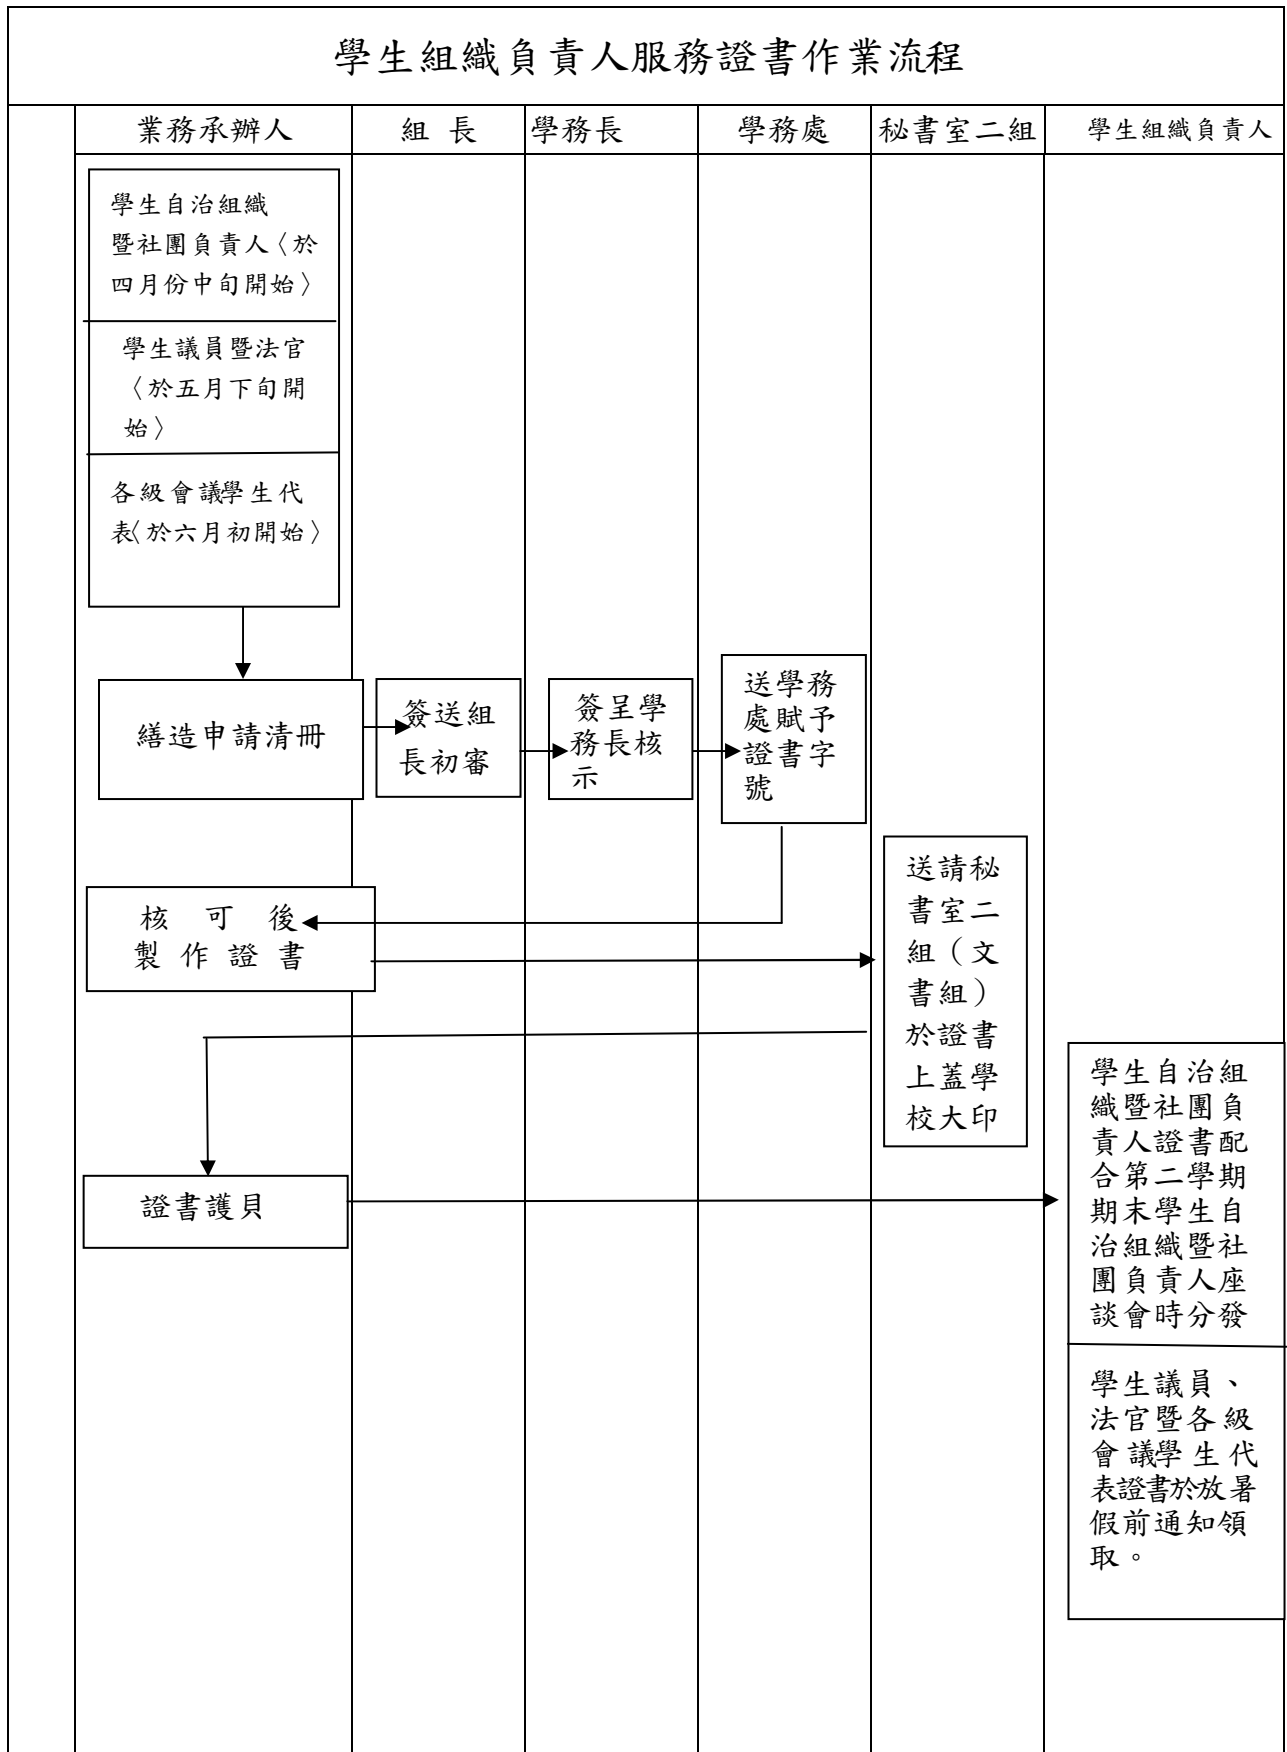 學生組織負責人服務證書作業流程
業務承辦人
組 長
學務長
學務處
秘書室二組
學生組織負責人
學生自治組織
暨社團負責人〈於
四月份中旬開始〉
學生議員暨法官
〈於五月下旬開
始〉
各級會議學生代
表〈於六月初開始〉
繕造申請清冊
簽送組
長初審
簽呈學
務長核
示
送學務
處賦予
證書字
號
核 可 後
製 作 證 書
送請秘
書室二
組（文
書組）
於證書
上蓋學
校大印
證書護貝
學生自治組
織暨社團負
責人證書配
合第二學期
期末學生自
治組織暨社
團負責人座
談會時分發
學生議員、
法官暨各級
會議學生代
表證書於放暑
假前通知領
取。